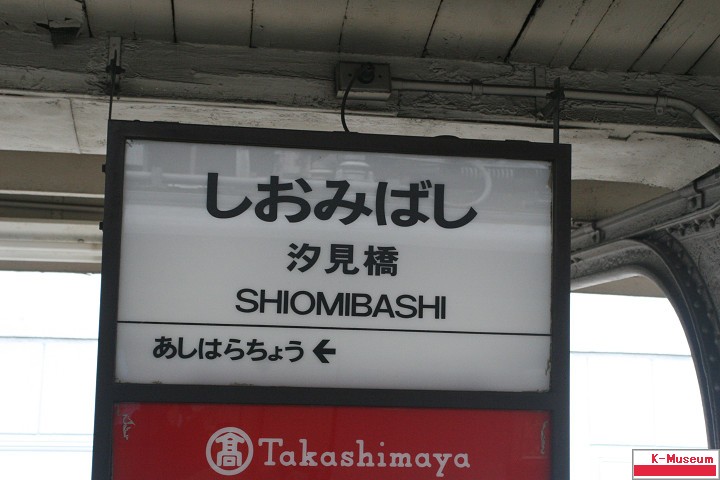 しおみばし
汐見橋
SHIOMIBASHI
あしはらちょう ←
髙 Takashimaya
K-Museum